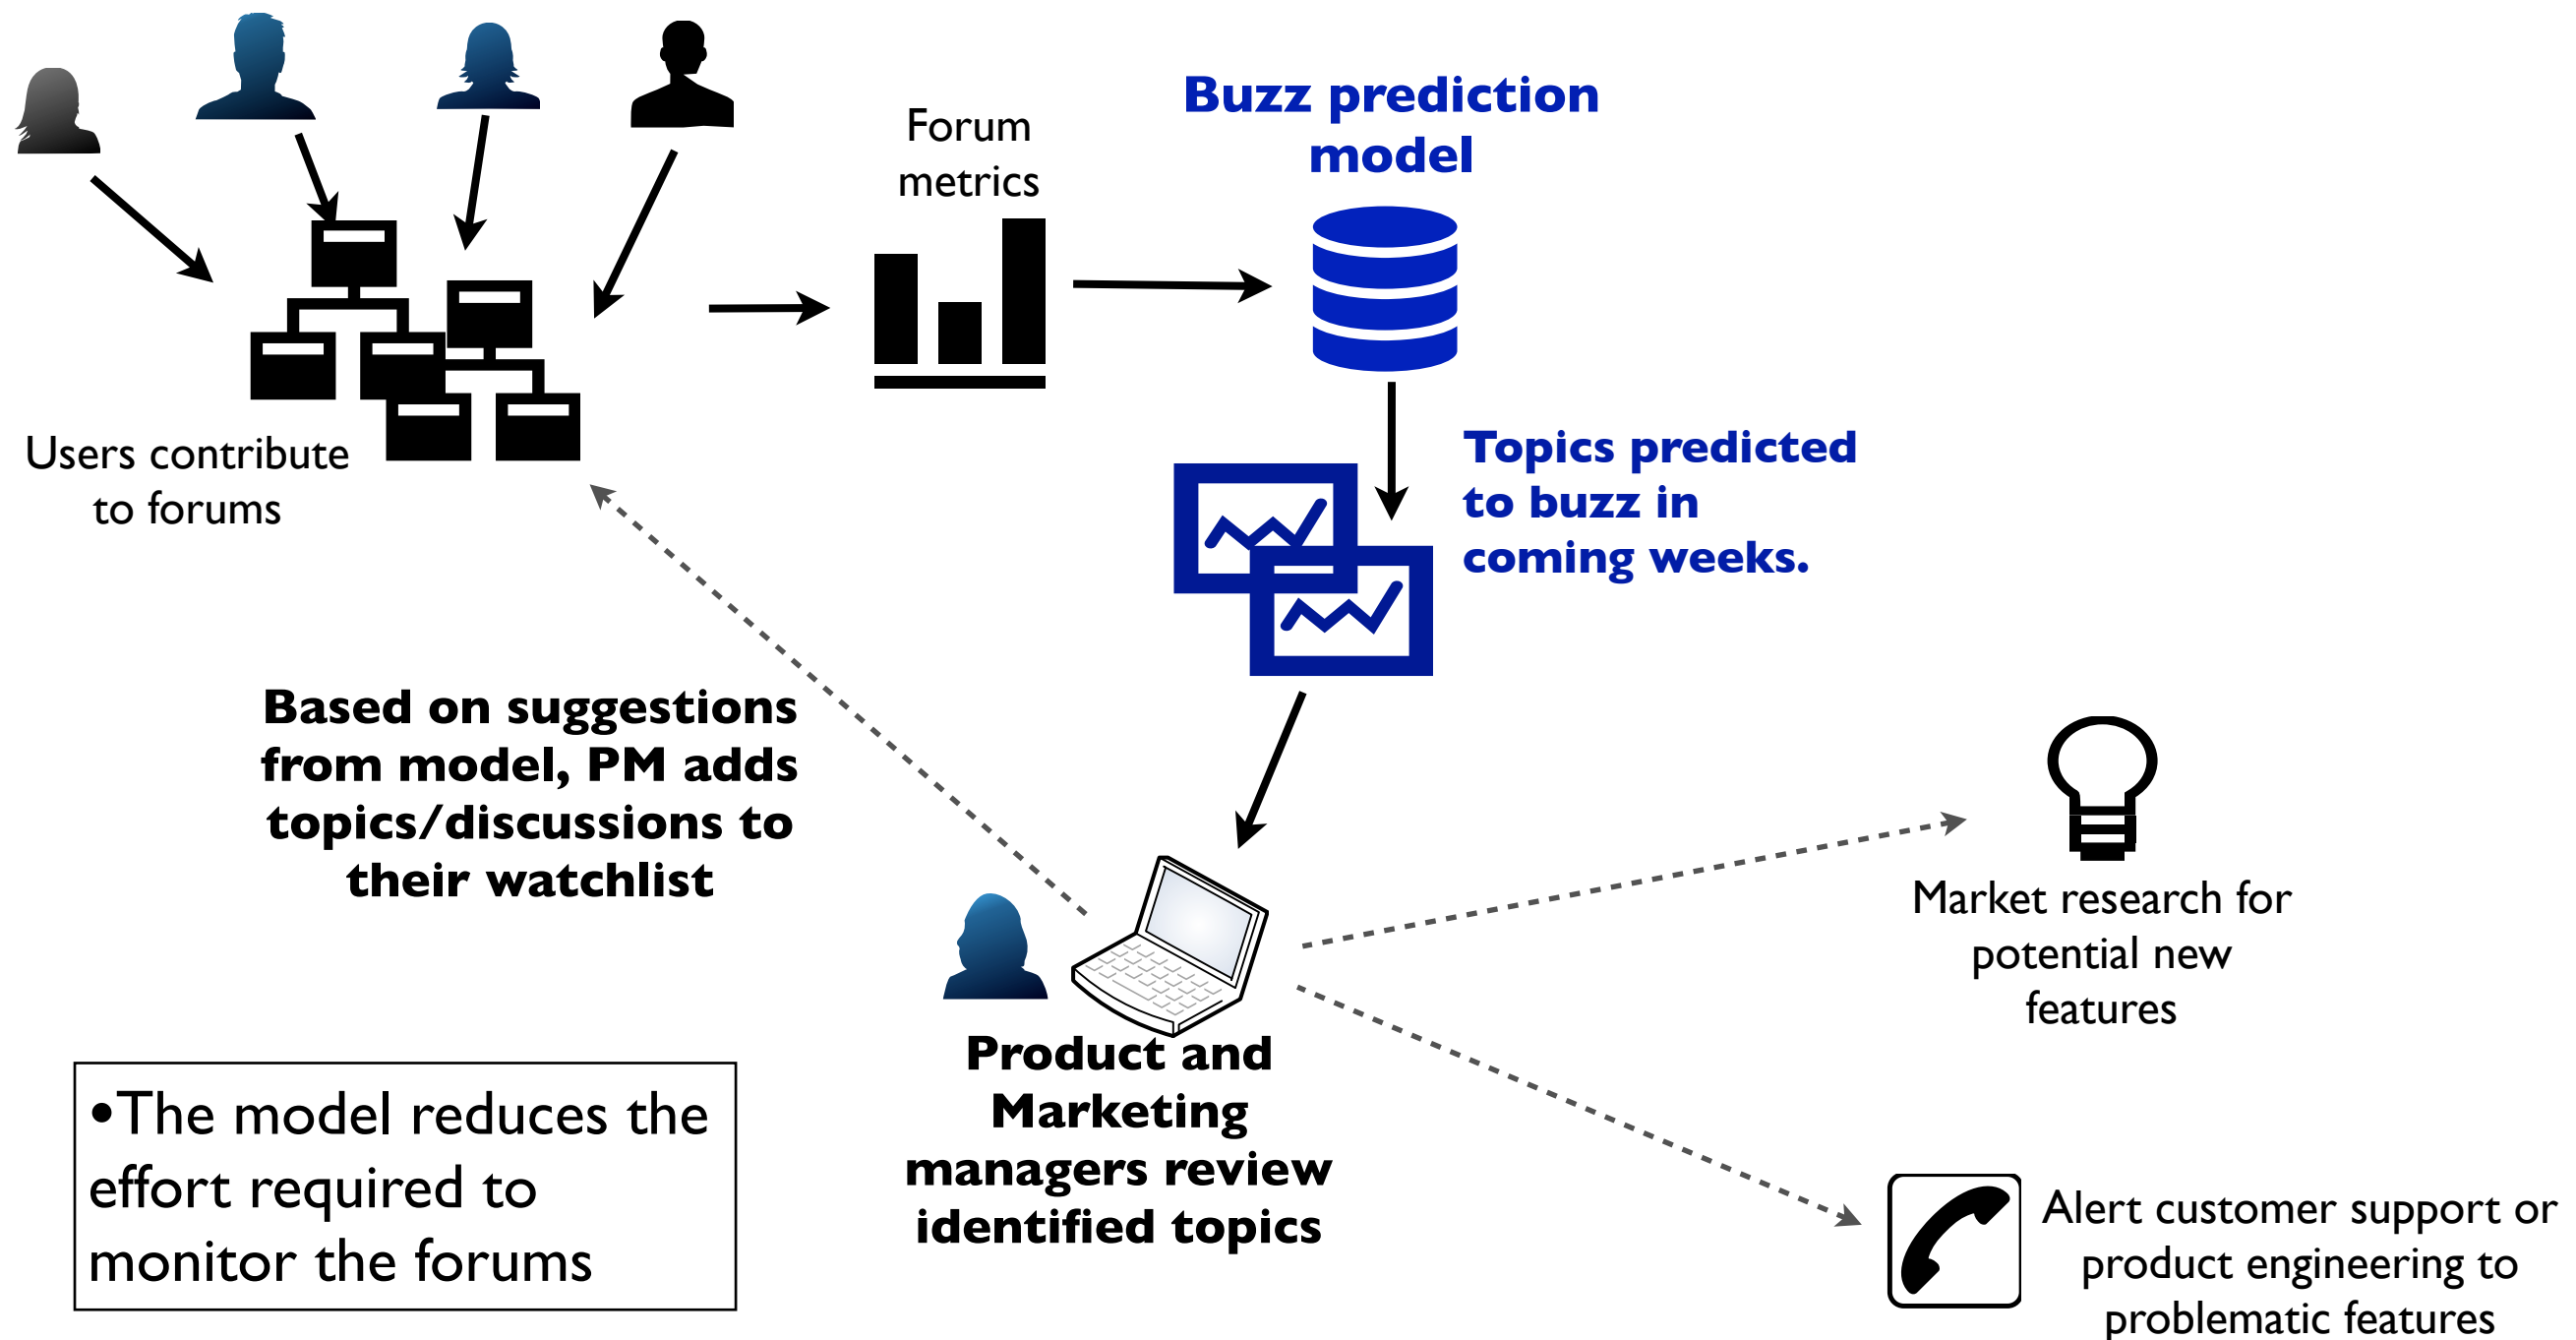 Forum
metrics
Buzz prediction
model
Users contribute
to forums
Topics predicted
to buzz in
coming weeks.
Based on suggestions
from model, PM adds
topics/discussions to
their watchlist
Market research for
potential new
features
Product and
Marketing
managers review
identified topics
•The model reduces the
effort required to
monitor the forums
Alert customer support or
product engineering to
problematic features